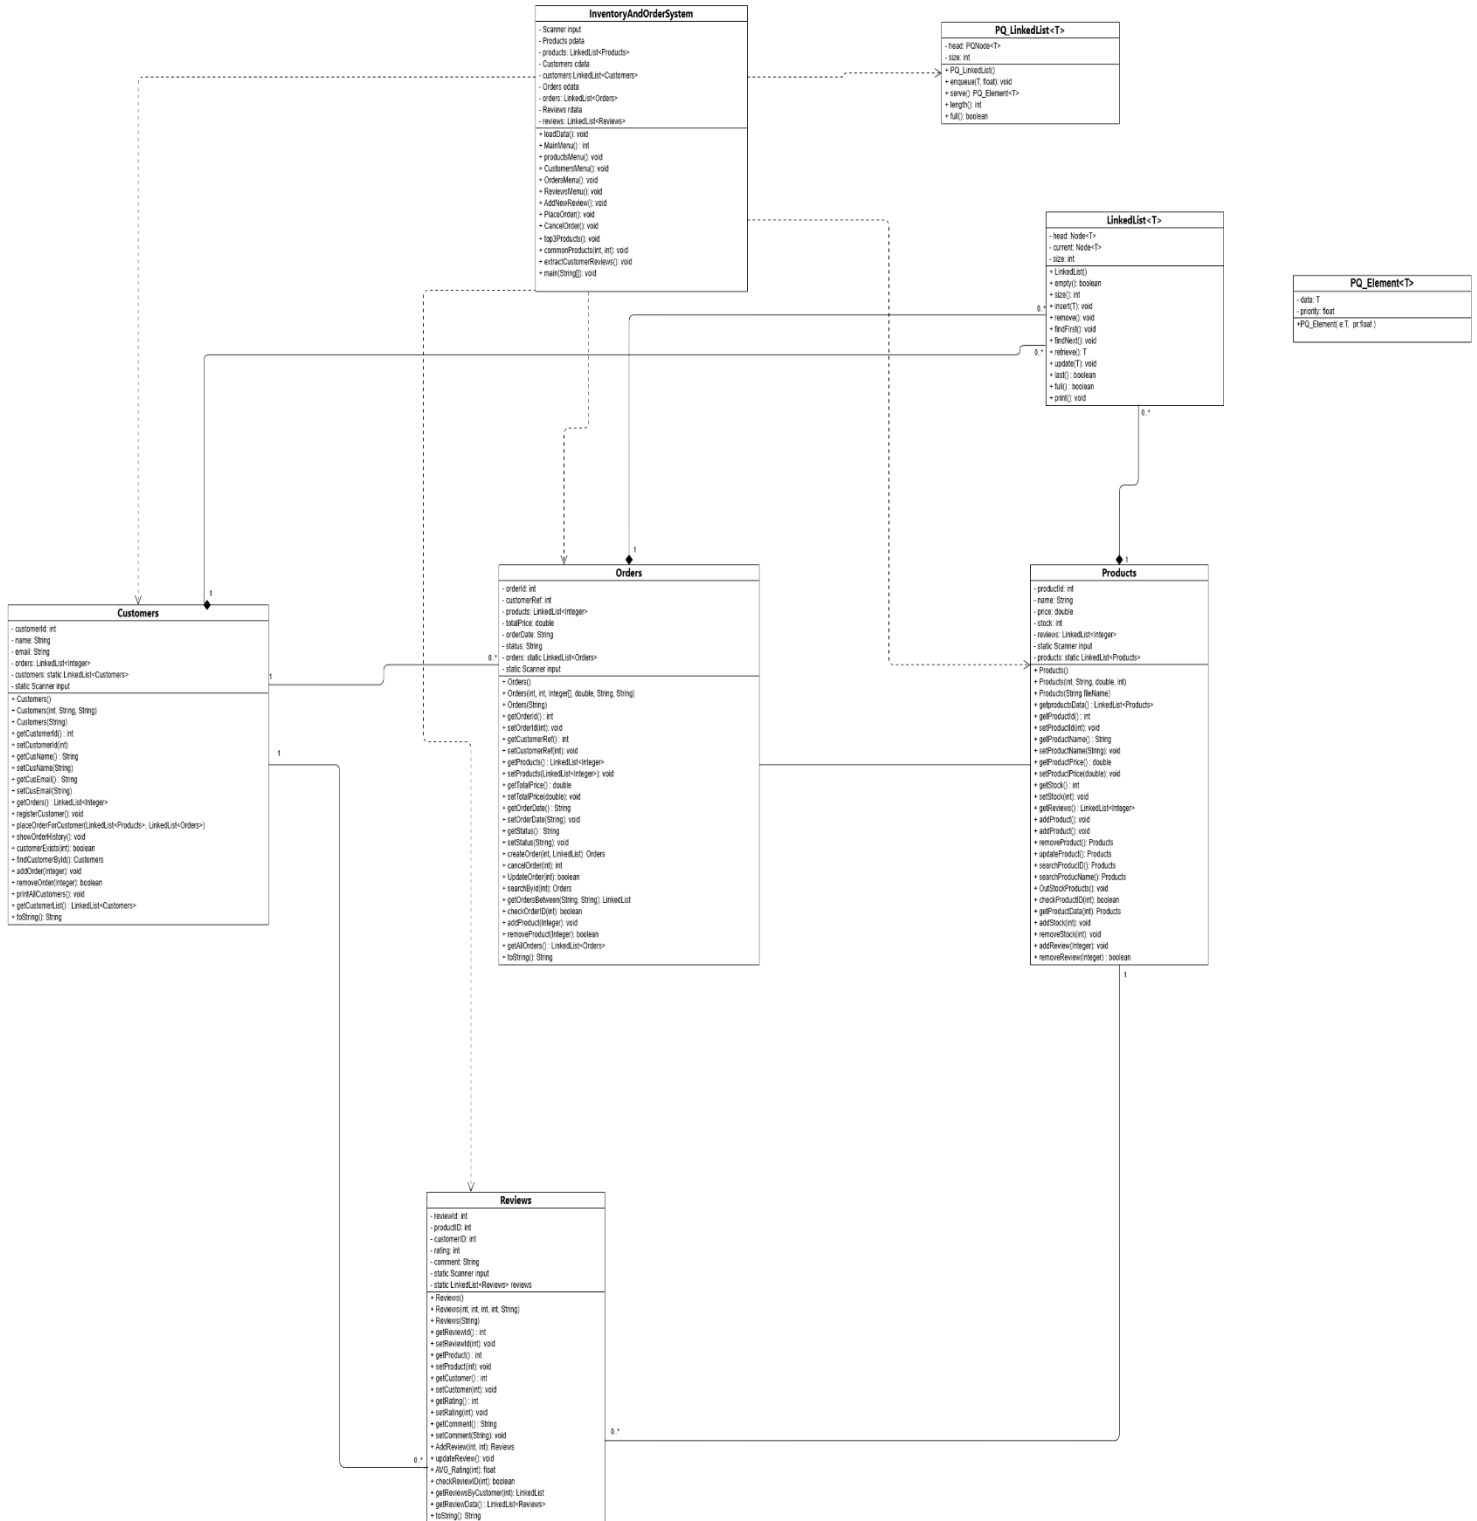 InventoryAndOrderSystem
- Scanner input
- Products pdata
- products: LinkedList<Products>
- Customers cdata
- customers:LinkedList<Customers>
- Orders odata
- orders: LinkedList<Orders>
- Reviews rdata
- reviews: LinkedList<Reviews>
+ loadData(): void
+ MainMenu() : int
+ productsMenu(): void
+ CustomersMenu(): void
+ OrdersMenu(): void
+ ReviewsMenu(): void
+ AddNewReview(): void
+ PlaceOrder(): void
+ CancelOrder(): void
+ top3Products(): void
+ commonProducts(int, int): void
+ extractCustomerReviews(): void
+ main(String[]): void
PQ_LinkedList<T>
- head: PQNode<T>
- size: int
+ PQ_LinkedList()
+ enqueue(T, float): void
+ serve(): PQ_Element<T>
+ length(): int
+ full(): boolean
LinkedList<T>
- head: Node<T>
- current: Node<T>
- size: int
+ LinkedList()
+ empty(): boolean
+ size(): int
+ insert(T): void
+ remove(): void
+ findFirst(): void
+ findNext(): void
+ retrieve(): T
+ update(T): void
+ last() : boolean
+ full() : boolean
+ print(): void
0..*
0..*
0..*
PQ_Element<T>
- data: T
- priority: float
+PQ_Element( e:T, pr:float )
1
1
1
Customers
- customerId: int
- name: String
- email: String
- orders: LinkedList<Integer>
- customers: static LinkedList<Customers>
- static Scanner input
+ Customers()
+ Customers(int, String, String)
+ Customers(String)
+ getCustomerId() : int
+ setCustomerId(int)
+ getCusName() : String
+ setCusName(String)
+ getCusEmail() : String
+ setCusEmail(String)
+ getOrders() : LinkedList<Integer>
+ registerCustomer(): void
+ placeOrderForCustomer(LinkedList<Products>, LinkedList<Orders>)
+ showOrderHistory(): void
+ customerExists(int): boolean
+ findCustomerById(): Customers
+ addOrder(Integer): void
+ removeOrder(Integer): boolean
+ printAllCustomers(): void
+ getCustomerList() : LinkedList<Customers>
+ toString(): String
1
0..*
1
Orders
- orderId: int
- customerRef: int
- products: LinkedList<Integer>
- totalPrice: double
- orderDate: String
- status: String
- orders: static LinkedList<Orders>
- static Scanner input
+ Orders()
+ Orders(int, int, Integer[], double, String, String)
+ Orders(String)
+ getOrderId() : int
+ setOrderId(int): void
+ getCustomerRef() : int
+ setCustomerRef(int): void
+ getProducts() : LinkedList<Integer>
+ setProducts(LinkedList<Integer>): void
+ getTotalPrice() : double
+ setTotalPrice(double): void
+ getOrderDate() : String
+ setOrderDate(String): void
+ getStatus() : String
+ setStatus(String): void
+ createOrder(int, LinkedList): Orders
+ cancelOrder(int): int
+ UpdateOrder(int): boolean
+ searchById(int): Orders
+ getOrdersBetween(String, String): LinkedList
+ checkOrderID(int): boolean
+ addProduct(Integer): void
+ removeProduct(Integer): boolean
+ getAllOrders() : LinkedList<Orders>
+ toString(): String
Products
- productId: int
- name: String
- price: double
- stock: int
- reviews: LinkedList<Integer>
- static Scanner input
- products: static LinkedList<Products>
+ Products()
+ Products(int, String, double, int)
+ Products(String fileName)
+ getproductsData() : LinkedList<Products>
+ getProductId() : int
+ setProductId(int): void
+ getProductName() : String
+ setProductName(String): void
+ getProductPrice() : double
+ setProductPrice(double): void
+ getStock() : int
+ setStock(int): void
+ getReviews() : LinkedList<Integer>
+ addProduct(): void
+ addProduct(): void
+ removeProduct(): Products
+ updateProduct(): Products
+ searchProductID(): Products
+ searchProducName(): Products
+ OutStockProducts(): void
+ checkProductID(int): boolean
+ getProductData(int): Products
+ addStock(int): void
+ removeStock(int): void
+ addReview(Integer): void
+ removeReview(Integer) : boolean
1
Reviews
- reviewId: int
- productID: int
- customerID: int
- rating: int
- comment: String
- static Scanner input
- static LinkedList<Reviews> reviews
+ Reviews()
+ Reviews(int, int, int, int, String)
+ Reviews(String)
+ getReviewId() : int
+ setReviewId(int): void
+ getProduct() : int
+ setProduct(int): void
+ getCustomer() : int
+ setCustomer(int): void
+ getRating() : int
+ setRating(int): void
+ getComment() : String
+ setComment(String): void
+ AddReview(int, int): Reviews
+ updateReview(): void
+ AVG_Rating(int): float
+ checkReviewID(int): boolean
+ getReviewsByCustomer(int): LinkedList
+ getReviewData() : LinkedList<Reviews>
+ toString() String
0..*
0..*